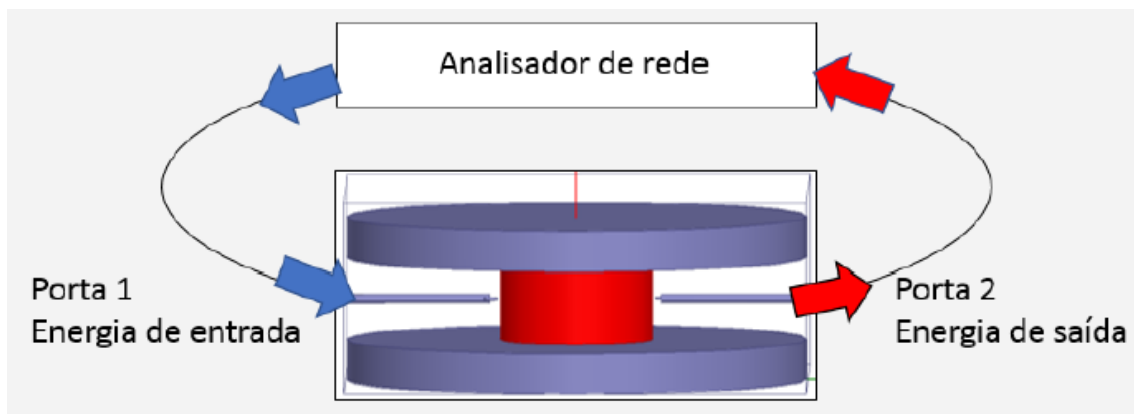 Analisador de rede
Porta 1
Energia de entrada
Porta 2
Energia de saída